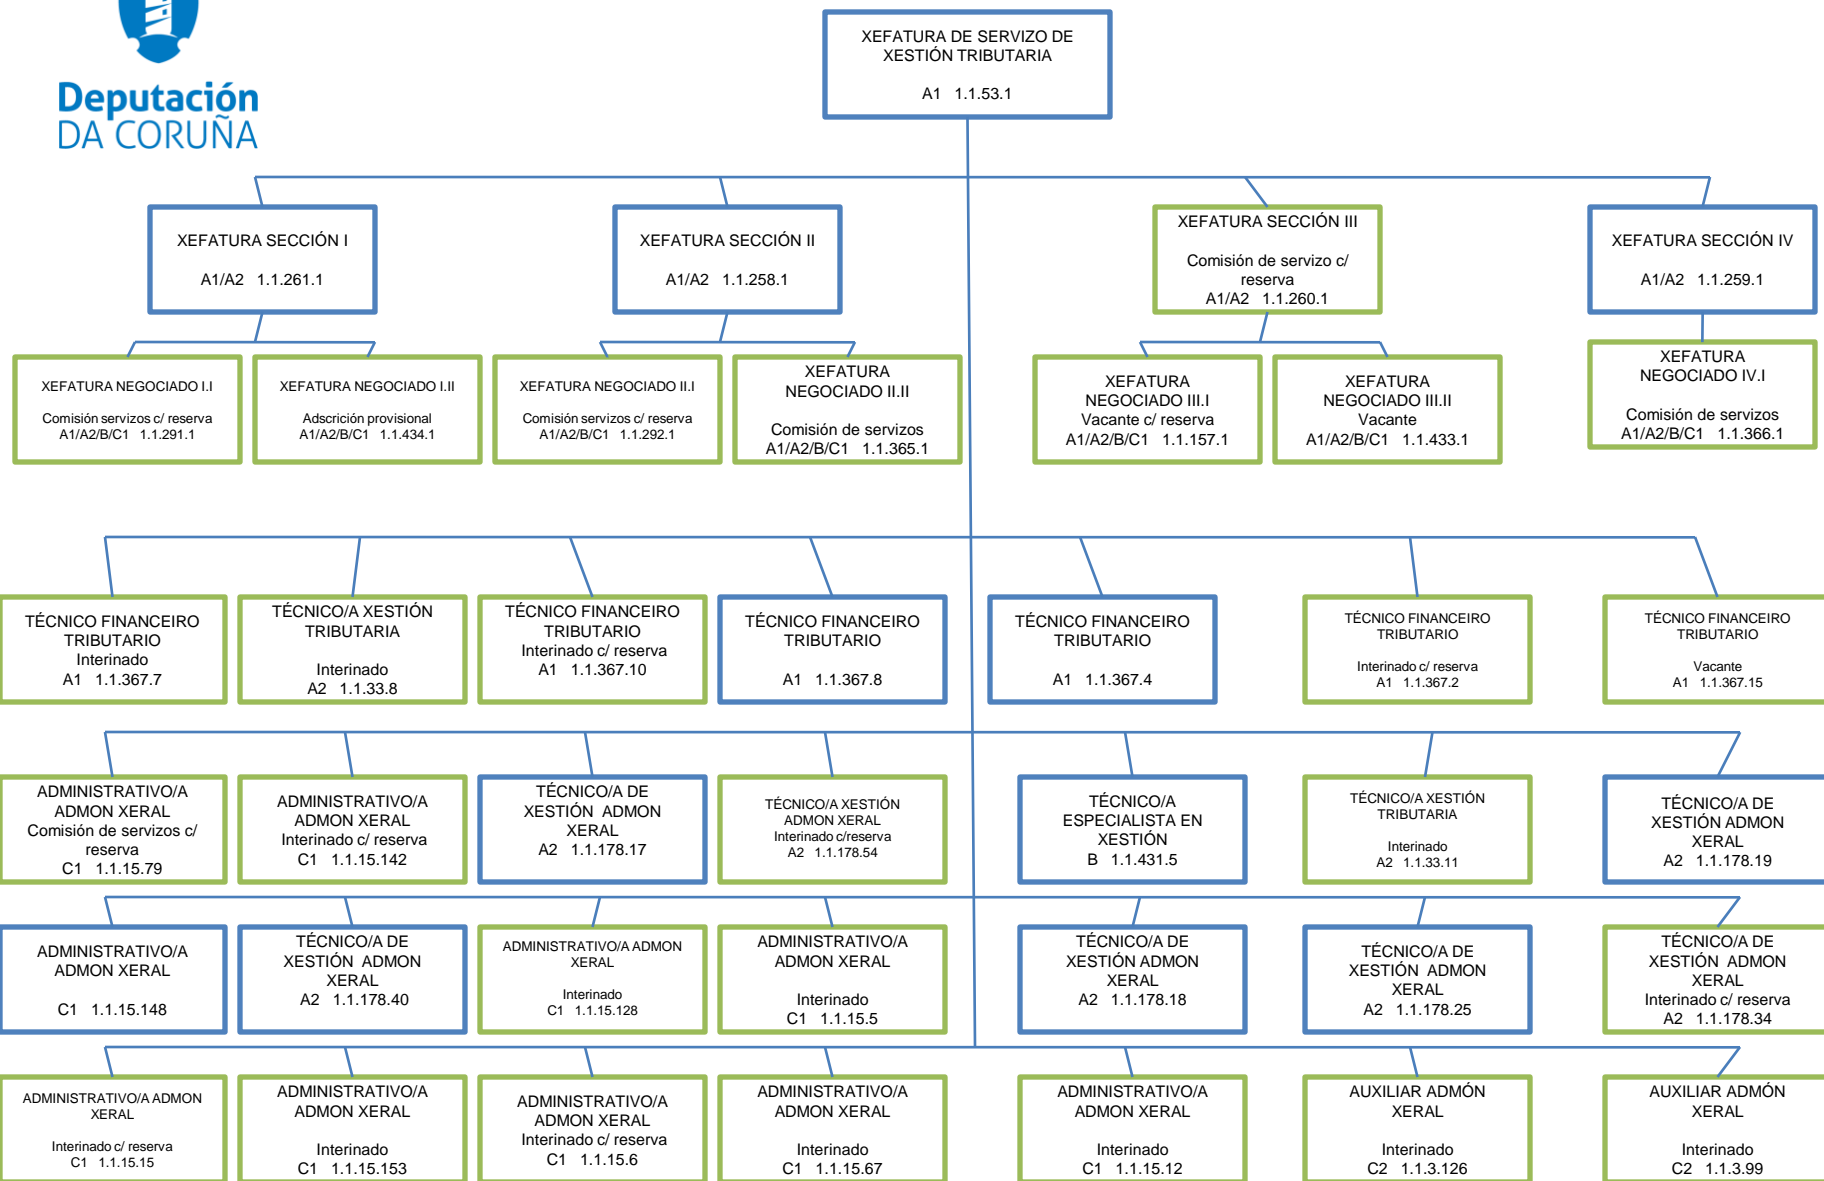 Deputación
DA CORUÑA
XEFATURA DE SERVIZO DE
XESTIÓN TRIBUTARIA
A1 1.1.53.1
XEFATURA SECCIÓN I
A1/A2 1.1.261.1
XEFATURA SECCIÓN II
A1/A2 1.1.258.1
XEFATURA SECCIÓN III
Comisión de servizo c/
reserva
A1/A2 1.1.260.1
XEFATURA SECCIÓN IV
A1/A2 1.1.259.1
XEFATURA NEGOCIADO I.I
Comisión servizos c/ reserva
A1/A2/B/C1 1.1.291.1
XEFATURA NEGOCIADO I.II
Adscrición provisional
A1/A2/B/C1 1.1.434.1
XEFATURA NEGOCIADO II.I
Comisión servizos c/ reserva
A1/A2/B/C1 1.1.292.1
XEFATURA
NEGOCIADO II.II
Comisión de servizos
A1/A2/B/C1 1.1.365.1
XEFATURA
NEGOCIADO III.I
Vacante c/ reserva
A1/A2/B/C1 1.1.157.1
XEFATURA
NEGOCIADO III.II
Vacante
A1/A2/B/C1 1.1.433.1
XEFATURA
NEGOCIADO IV.I
Comisión de servizos
A1/A2/B/C1 1.1.366.1
TÉCNICO FINANCEIRO
TRIBUTARIO
Interinado
A1 1.1.367.7
TÉCNICO/A XESTIÓN
TRIBUTARIA
Interinado
A2 1.1.33.8
TÉCNICO FINANCEIRO
TRIBUTARIO
Interinado c/ reserva
A1 1.1.367.10
TÉCNICO FINANCEIRO
TRIBUTARIO
A1 1.1.367.8
TÉCNICO FINANCEIRO
TRIBUTARIO
A1 1.1.367.4
TÉCNICO FINANCEIRO
TRIBUTARIO
Interinado c/ reserva
A1 1.1.367.2
TÉCNICO FINANCEIRO
TRIBUTARIO
Vacante
A1 1.1.367.15
ADMINISTRATIVO/A
ADMON XERAL
Comisión de servizos c/
reserva
C1 1.1.15.79
ADMINISTRATIVO/A
ADMON XERAL
Interinado c/ reserva
C1 1.1.15.142
TÉCNICO/A DE
XESTIÓN ADMON
XERAL
A2 1.1.178.17
TÉCNICO/A XESTIÓN
ADMON XERAL
Interinado c/reserva
A2 1.1.178.54
TÉCNICO/A
ESPECIALISTA EN
XESTIÓN
B 1.1.431.5
TÉCNICO/A XESTIÓN
TRIBUTARIA
Interinado
A2 1.1.33.11
TÉCNICO/A DE
XESTIÓN ADMON
XERAL
A2 1.1.178.19
ADMINISTRATIVO/A
ADMON XERAL
C1 1.1.15.148
TÉCNICO/A DE
XESTIÓN ADMON
XERAL
A2 1.1.178.40
ADMINISTRATIVO/A ADMON
XERAL
Interinado
C1 1.1.15.128
ADMINISTRATIVO/A
ADMON XERAL
Interinado
C1 1.1.15.5
TÉCNICO/A DE
XESTIÓN ADMON
XERAL
A2 1.1.178.18
TÉCNICO/A DE
XESTIÓN ADMON
XERAL
A2 1.1.178.25
TÉCNICO/A DE
XESTIÓN ADMON
XERAL
Interinado c/ reserva
A2 1.1.178.34
ADMINISTRATIVO/A ADMON
XERAL
Interinado c/ reserva
C1 1.1.15.15
ADMINISTRATIVO/A
ADMON XERAL
Interinado
C1 1.1.15.153
ADMINISTRATIVO/A
ADMON XERAL
Interinado c/ reserva
C1 1.1.15.6
ADMINISTRATIVO/A
ADMON XERAL
Interinado
C1 1.1.15.67
ADMINISTRATIVO/A
ADMON XERAL
Interinado
C1 1.1.15.12
AUXILIAR ADMÓN
XERAL
Interinado
C2 1.1.3.126
AUXILIAR ADMÓN
XERAL
Interinado
C2 1.1.3.99